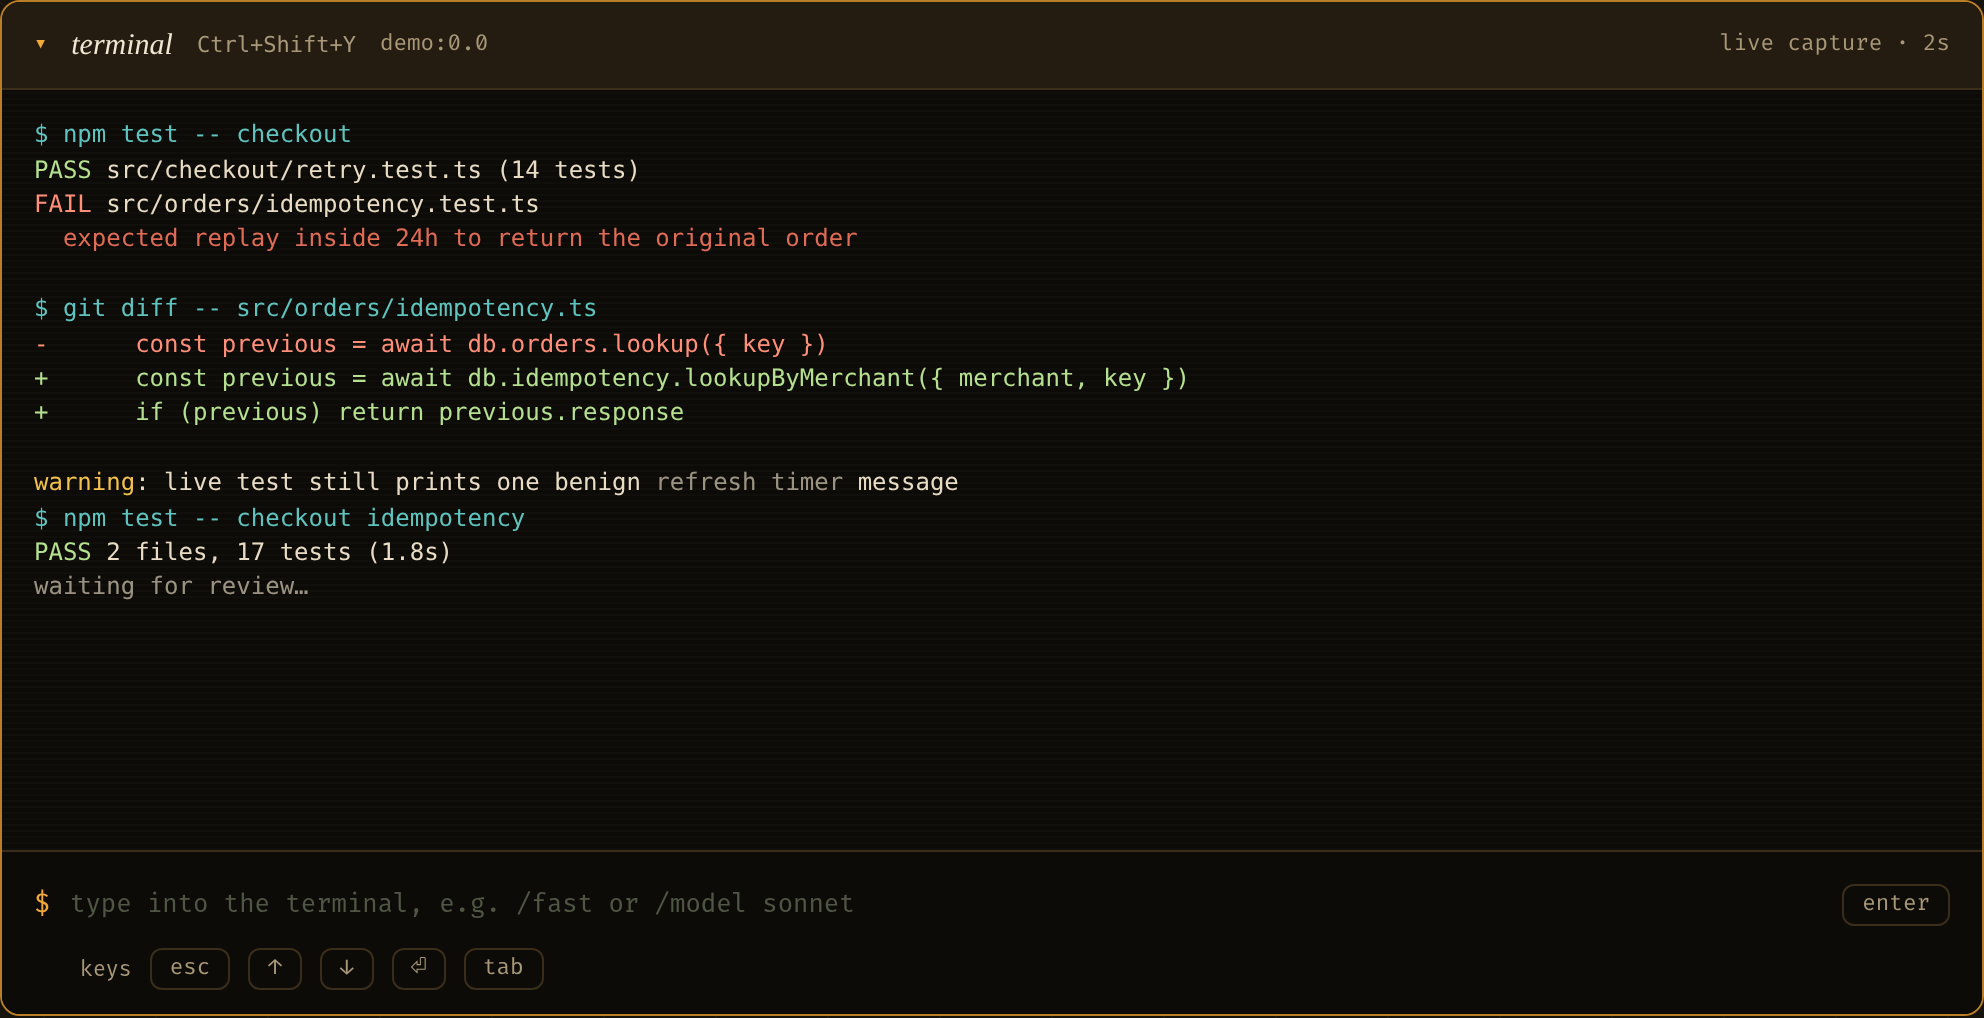 ▾ terminal Ctrl+Shift+Y demo:0.0 live capture · 2s
$ npm test -- checkout
PASS src/checkout/retry.test.ts (14 tests)
FAIL src/orders/idempotency.test.ts
  expected replay inside 24h to return the original order
$ git diff -- src/orders/idempotency.ts
-      const previous = await db.orders.lookup({ key })
+      const previous = await db.idempotency.lookupByMerchant({ merchant, key })
+      if (previous) return previous.response
warning: live test still prints one benign refresh timer message
$ npm test -- checkout idempotency
PASS 2 files, 17 tests (1.8s)
waiting for review…
$ type into the terminal, e.g. /fast or /model sonnet enter
keys esc ↑ ↓ ⏎ tab